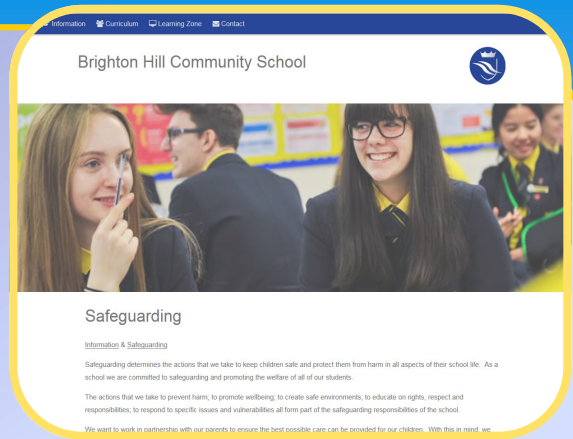 Information Curriculum Learning Zone Contact
Brighton Hill Community School
Safeguarding
Information & Safeguarding
Safeguarding determines the actions that we take to keep children safe and protect them from harm in all aspects of their school life. As a
school we are committed to safeguarding and promoting the welfare of all of our students.
The actions that we take to prevent harm; to promote wellbeing; to create safe environments; to educate on rights, respect and
responsibilities; to respond to specific issues and vulnerabilities all form part of the safeguarding responsibilities of the school.
We want to work in partnership with our parents to ensure the best possible care can be provided for our children. With this in mind, we